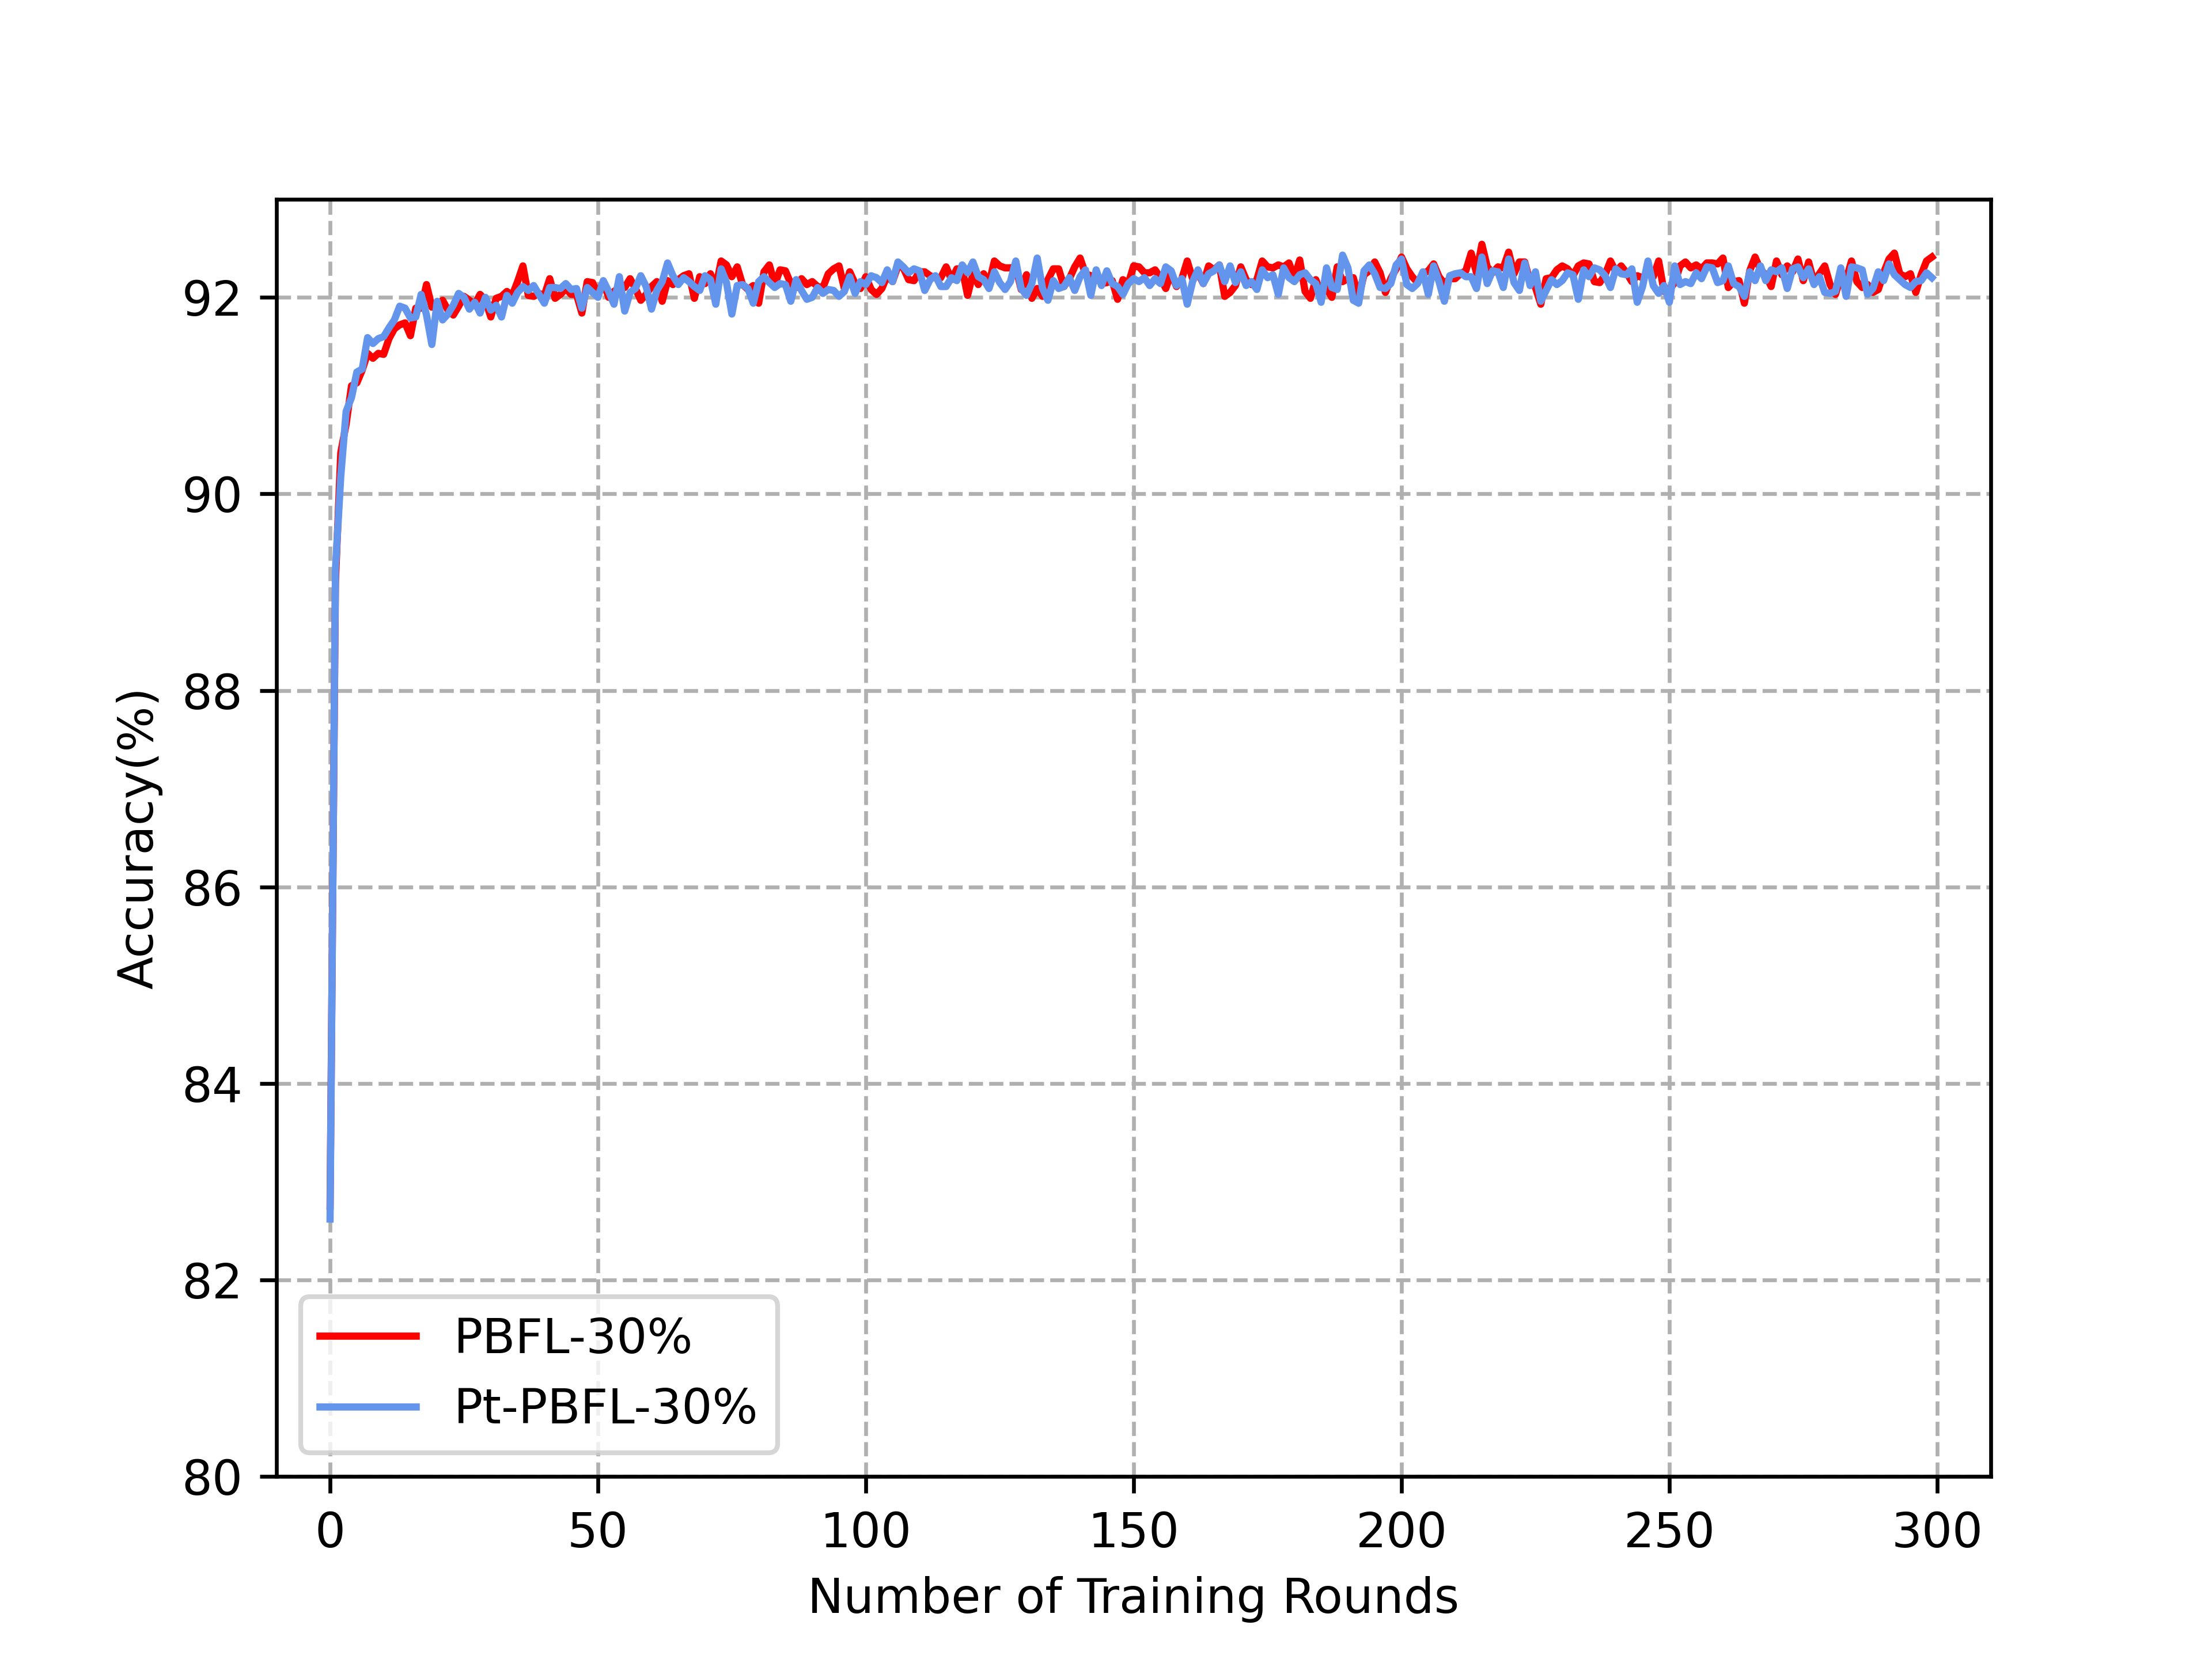 92
90
88
86
84
82
80
Accuracy(%)
PBFL-30%
Pt-PBFL-30%
0 50 100 150 200 250 300
Number of Training Rounds